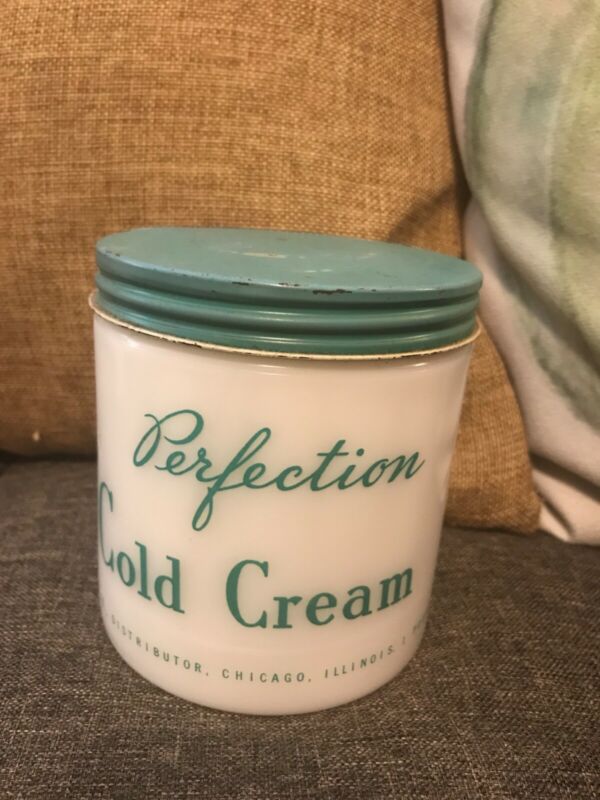 Perfection
Cold Cream
DISTRIBUTOR, CHICAGO, ILLINOIS.